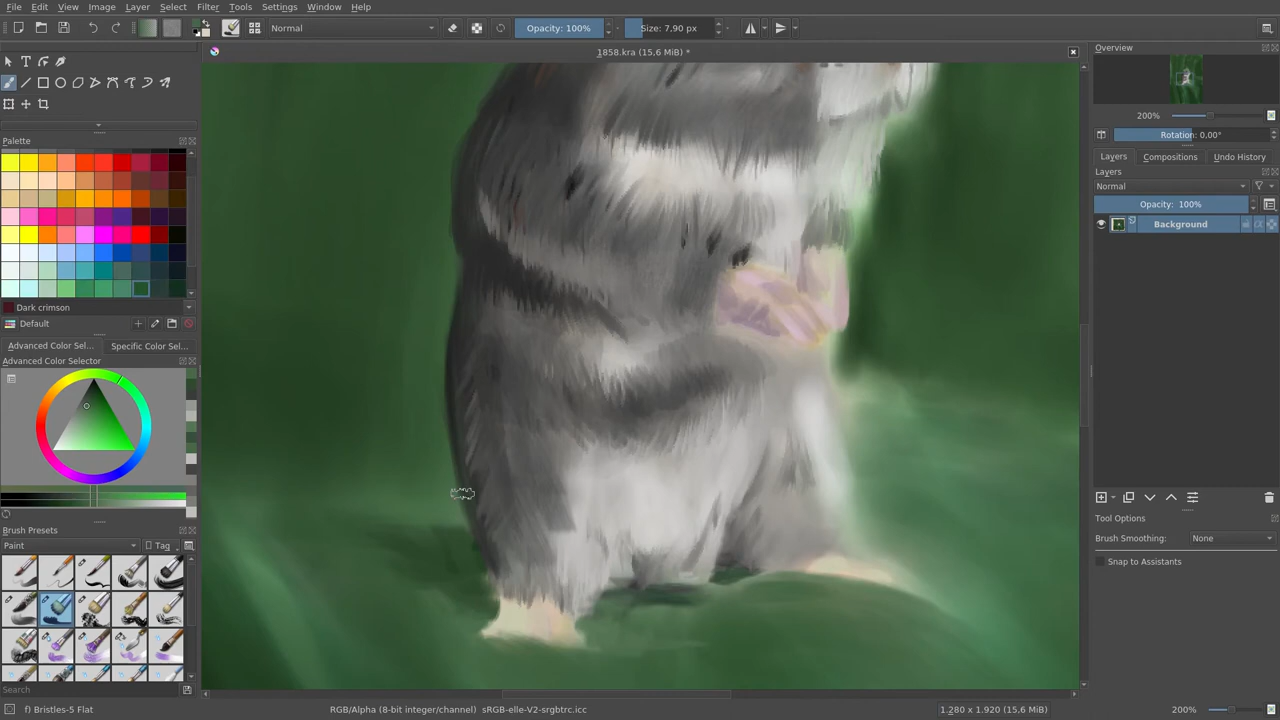 File Edit View Image Layer Select Filter Tools Settings Window Help
Normal Opacity: 100% Size: 7.90 px
1858.kra (15,6 MiB) *
Overview
200%
Rotation: 0,00°
Layers Compositions Undo History
Layers
Normal
Opacity: 100%
Background
Tool Options
Brush Smoothing: None
Snap to Assistants
Palette
Dark crimson
Default
Advanced Color Sel... Specific Color Sel...
Advanced Color Selector
Brush Presets
Paint Tag
Search
f) Bristles-5 Flat RGB/Alpha (8-bit integer/channel) sRGB-elle-V2-srgbtrc.icc 1.280 x 1.920 (15,6 MiB) 200%